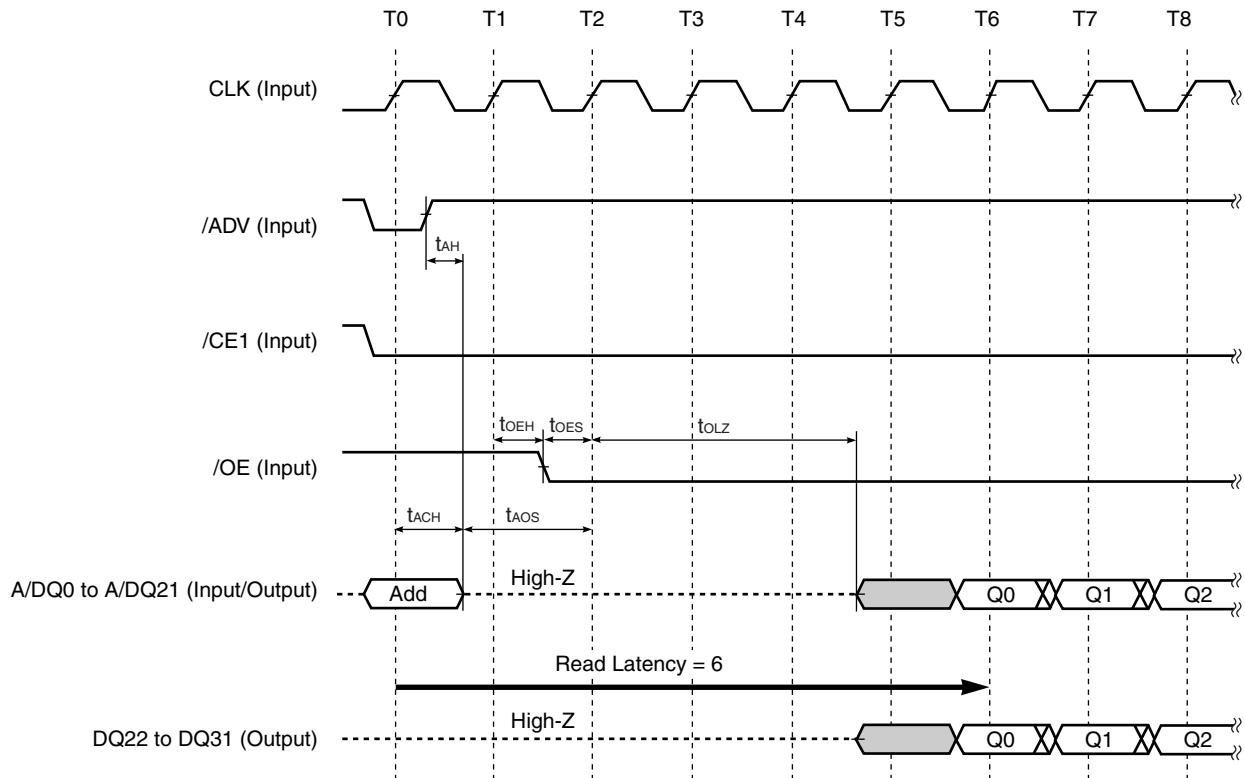 T0 T1 T2 T3 T4 T5 T6 T7 T8
CLK (Input)
/ADV (Input)
tAH
/CE1 (Input)
tOEH tOES tOLZ
/OE (Input)
tACH tAOS
A/DQ0 to A/DQ21 (Input/Output) Add High-Z Q0 Q1 Q2
Read Latency = 6
DQ22 to DQ31 (Output) High-Z Q0 Q1 Q2